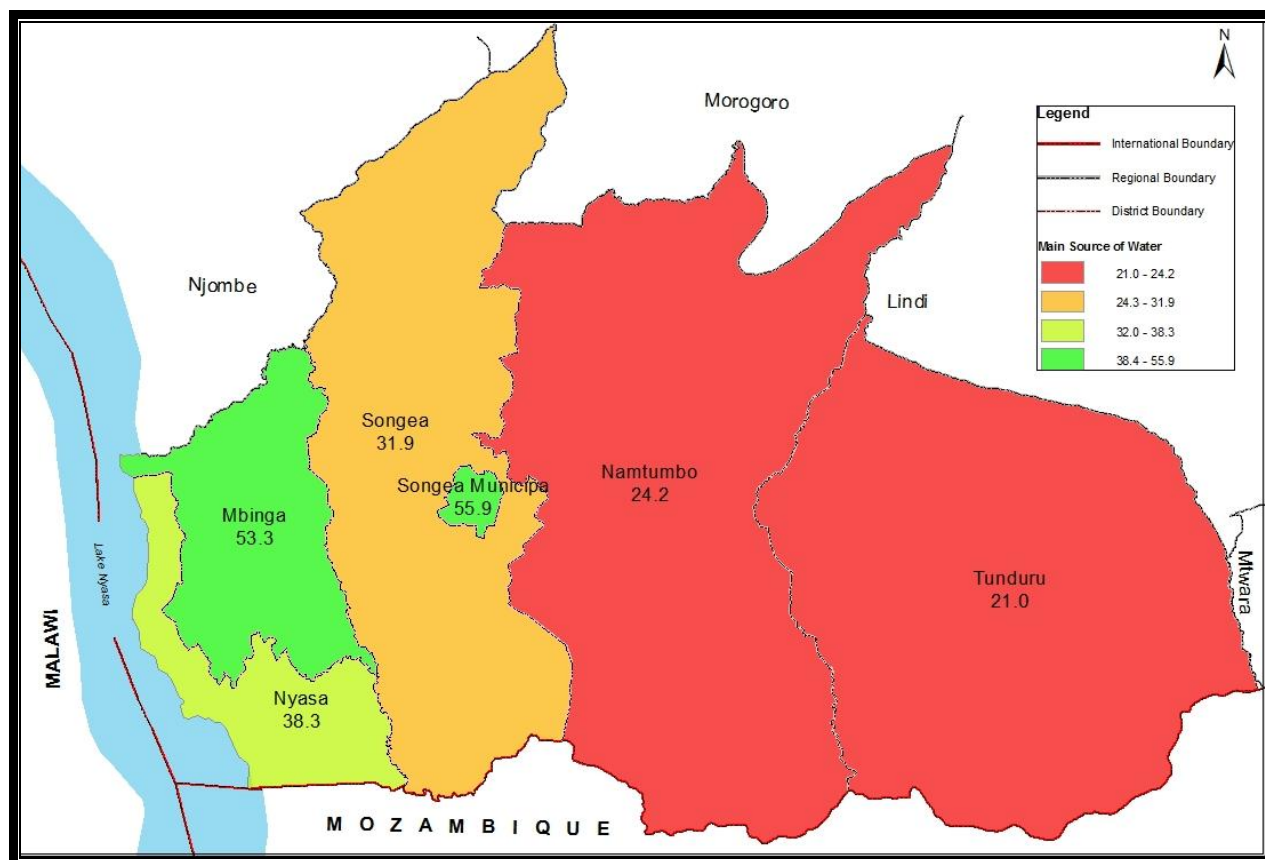 N
Morogoro
Legend
International Boundary
Regional Boundary
District Boundary
Main Source of Water
21.0 - 24.2
24.3 - 31.9
32.0 - 38.3
38.4 - 55.9
Njombe
Lindi
Songea
31.9
Namtumbo
24.2
Songea Municipa
55.9
Mbinga
53.3
Lake Nyasa
Tunduru
21.0
Mtwara
MALAWI
Nyasa
38.3
MOZAMBIQUE